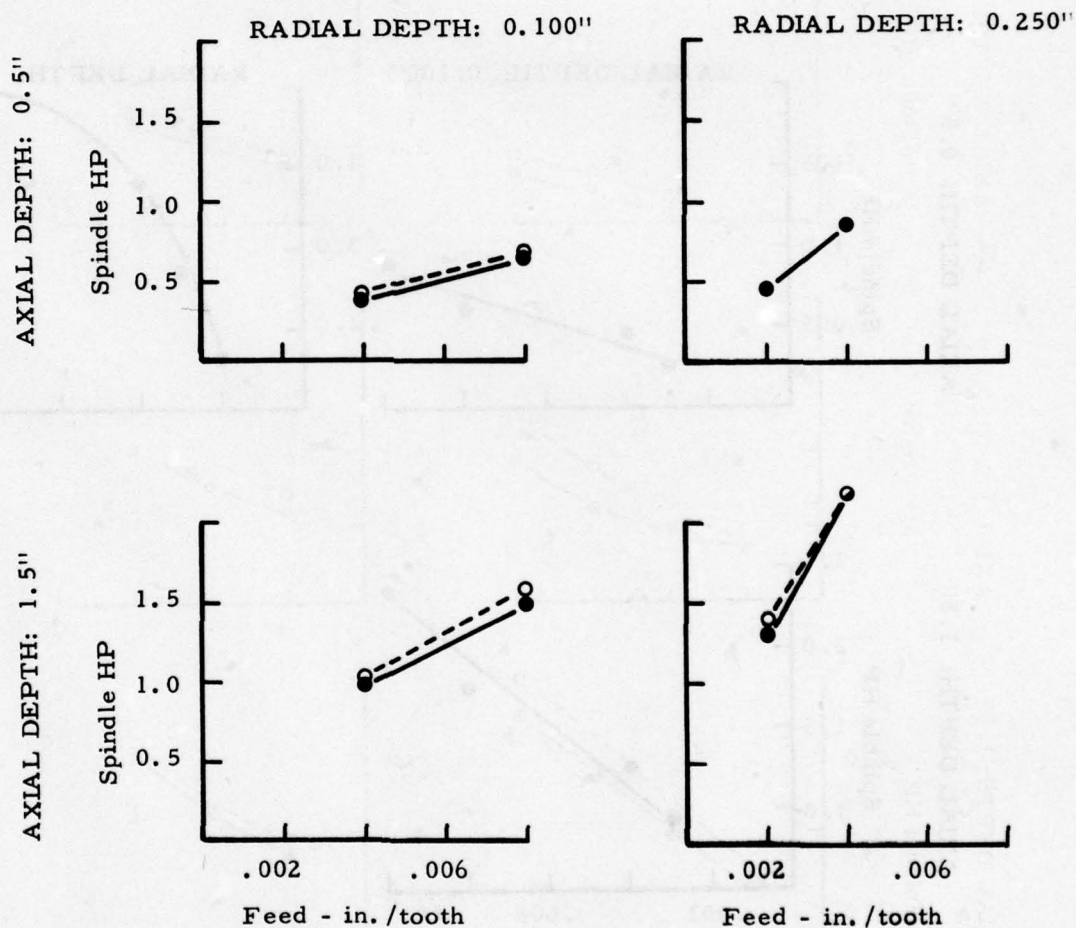 RADIAL DEPTH: 0.100"
RADIAL DEPTH: 0.250"
AXIAL DEPTH: 0.5"
Spindle HP
1.5
1.0
0.5
AXIAL DEPTH: 1.5"
Spindle HP
1.5
1.0
0.5
.002
.006
.002
.006
Feed - in./tooth
Feed - in./tooth